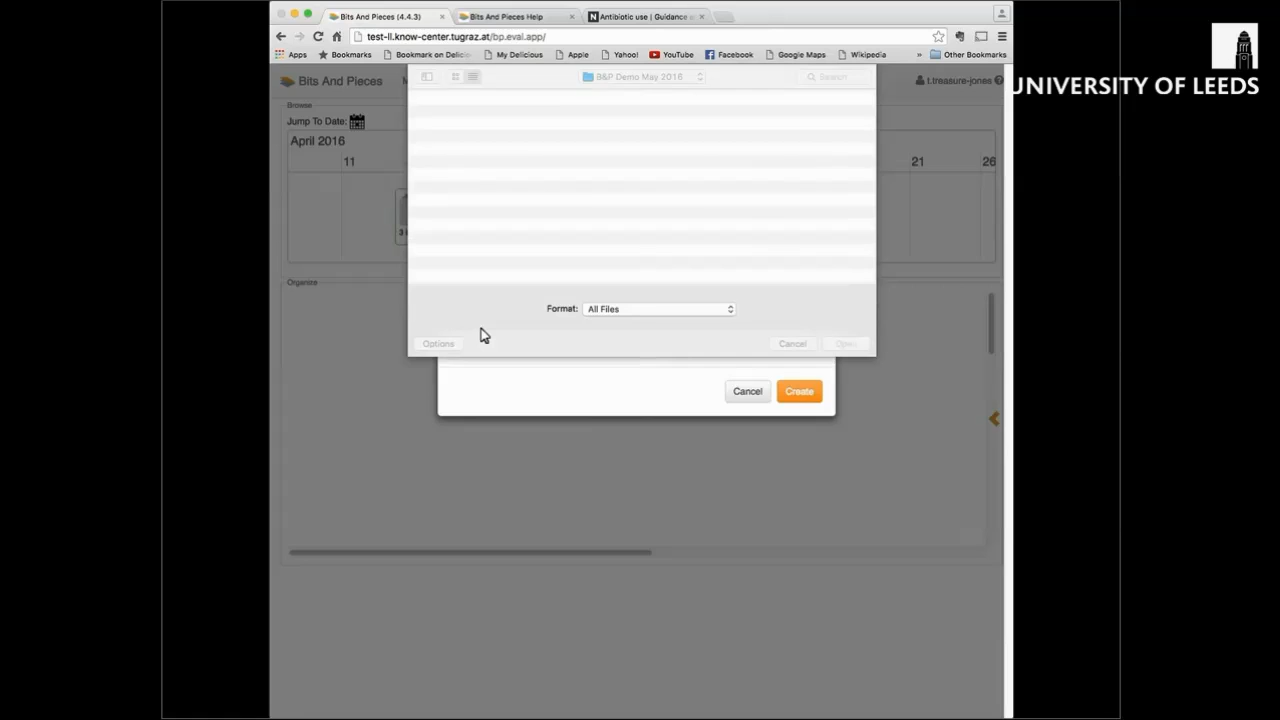 Bits And Pieces (4.4.3)
Bits And Pieces Help
Antibiotic use | Guidance
test-ll.know-center.tugraz.at/bp.eval.app/
Apps
Bookmarks
Bookmark on Delicio
My Delicious
Apple
Yahoo!
YouTube
Facebook
Google Maps
Wikipedia
»
Other Bookmarks
UNIVERSITY OF LEEDS
Bits And Pieces
B&P Demo May 2016
Search
t.treasure-jones
Browse
Jump To Date:
April 2016
11
21
26
3
Organise
Format:
All Files
Options
Cancel
Open
Cancel
Create